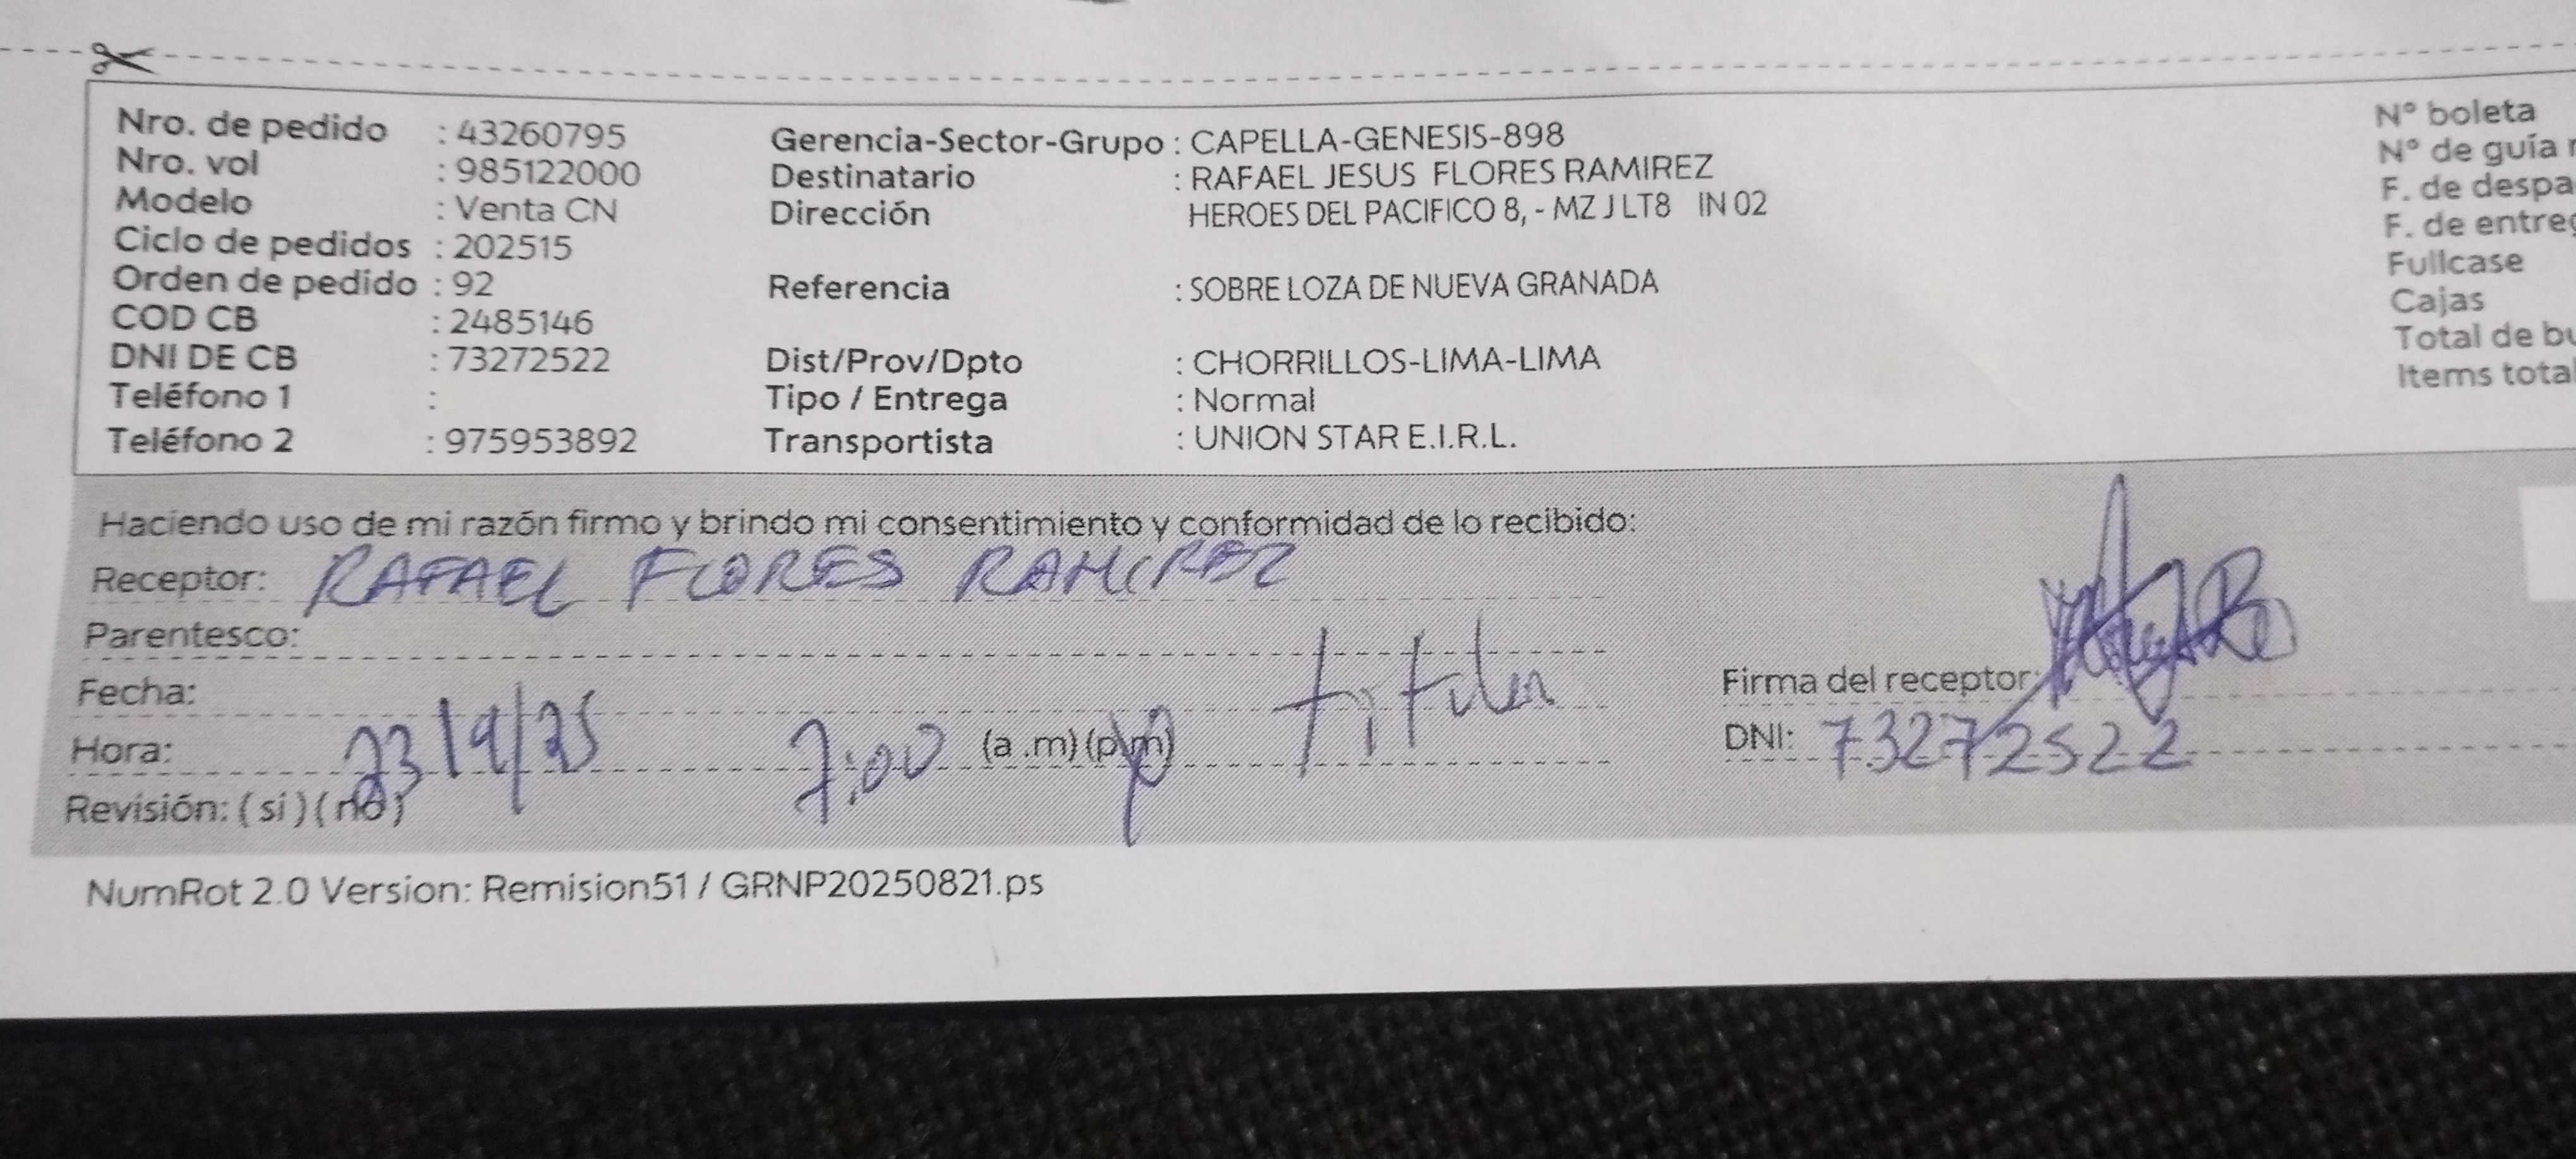 Nro. de pedido : 43260795
Nro. vol : 985122000
Modelo : Venta CN
Ciclo de pedidos : 202515
Orden de pedido : 92
COD CB : 2485146
DNI DE CB : 73272522
Teléfono 1 :
Teléfono 2 : 975953892
Gerencia-Sector-Grupo : CAPELLA-GENESIS-898
Destinatario : RAFAEL JESUS FLORES RAMIREZ
Dirección HEROES DEL PACIFICO 8, - MZ J LT8 IN 02
Referencia : SOBRE LOZA DE NUEVA GRANADA
Dist/Prov/Dpto : CHORRILLOS-LIMA-LIMA
Tipo / Entrega : Normal
Transportista : UNION STAR E.I.R.L.
N° boleta
N° de guía
F. de
F. de
Fullcase
Cajas
Total de
Items
Haciendo uso de mi razón firmo y brindo mi consentimiento y conformidad de lo recibido:
Receptor: RAFAEL FLORES RAMIREZ
Parentesco:
titular
Fecha:
Hora: 23/9/25 7:00 (a .m) (p.m)
Revisión: ( si ) ( no )
Firma del receptor:
DNI: 73272522
NumRot 2.0 Version: Remision51 / GRNP20250821.ps